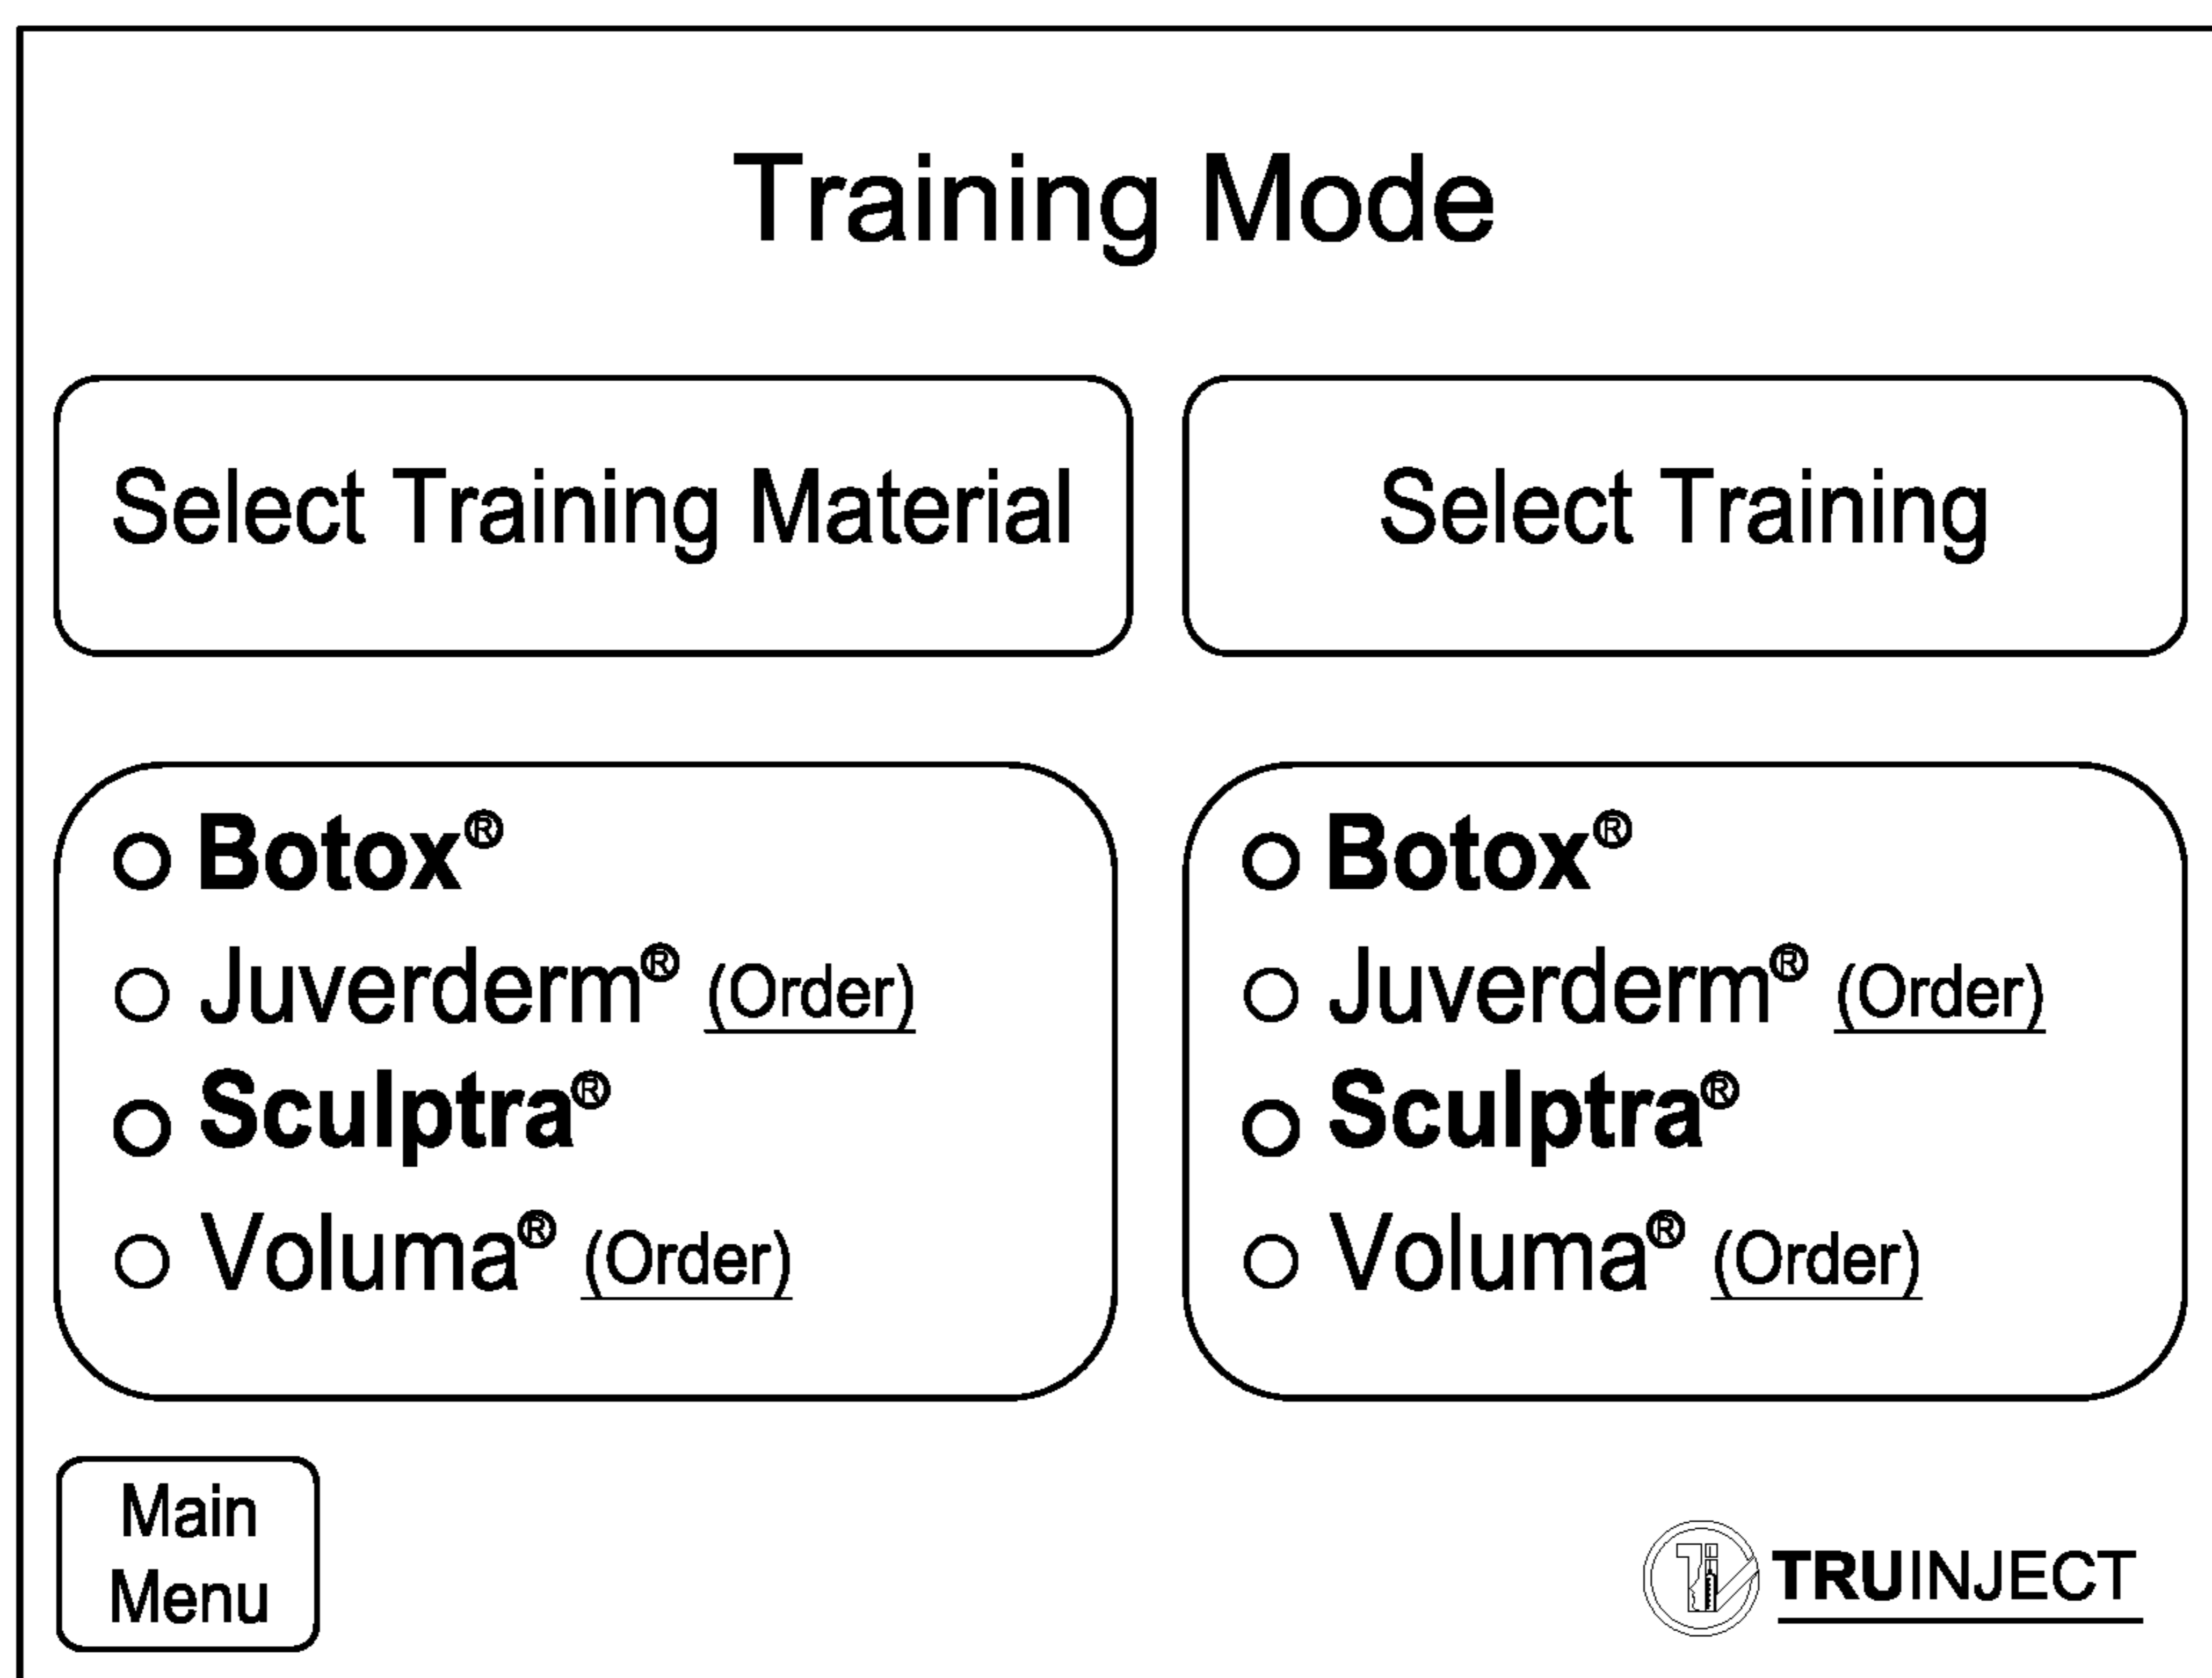 Training Mode
Select Training Material
Select Training
Botox®
Juverderm® (Order)
Sculptra®
Voluma® (Order)
Botox®
Juverderm® (Order)
Sculptra®
Voluma® (Order)
Main
Menu
TRUINJECT